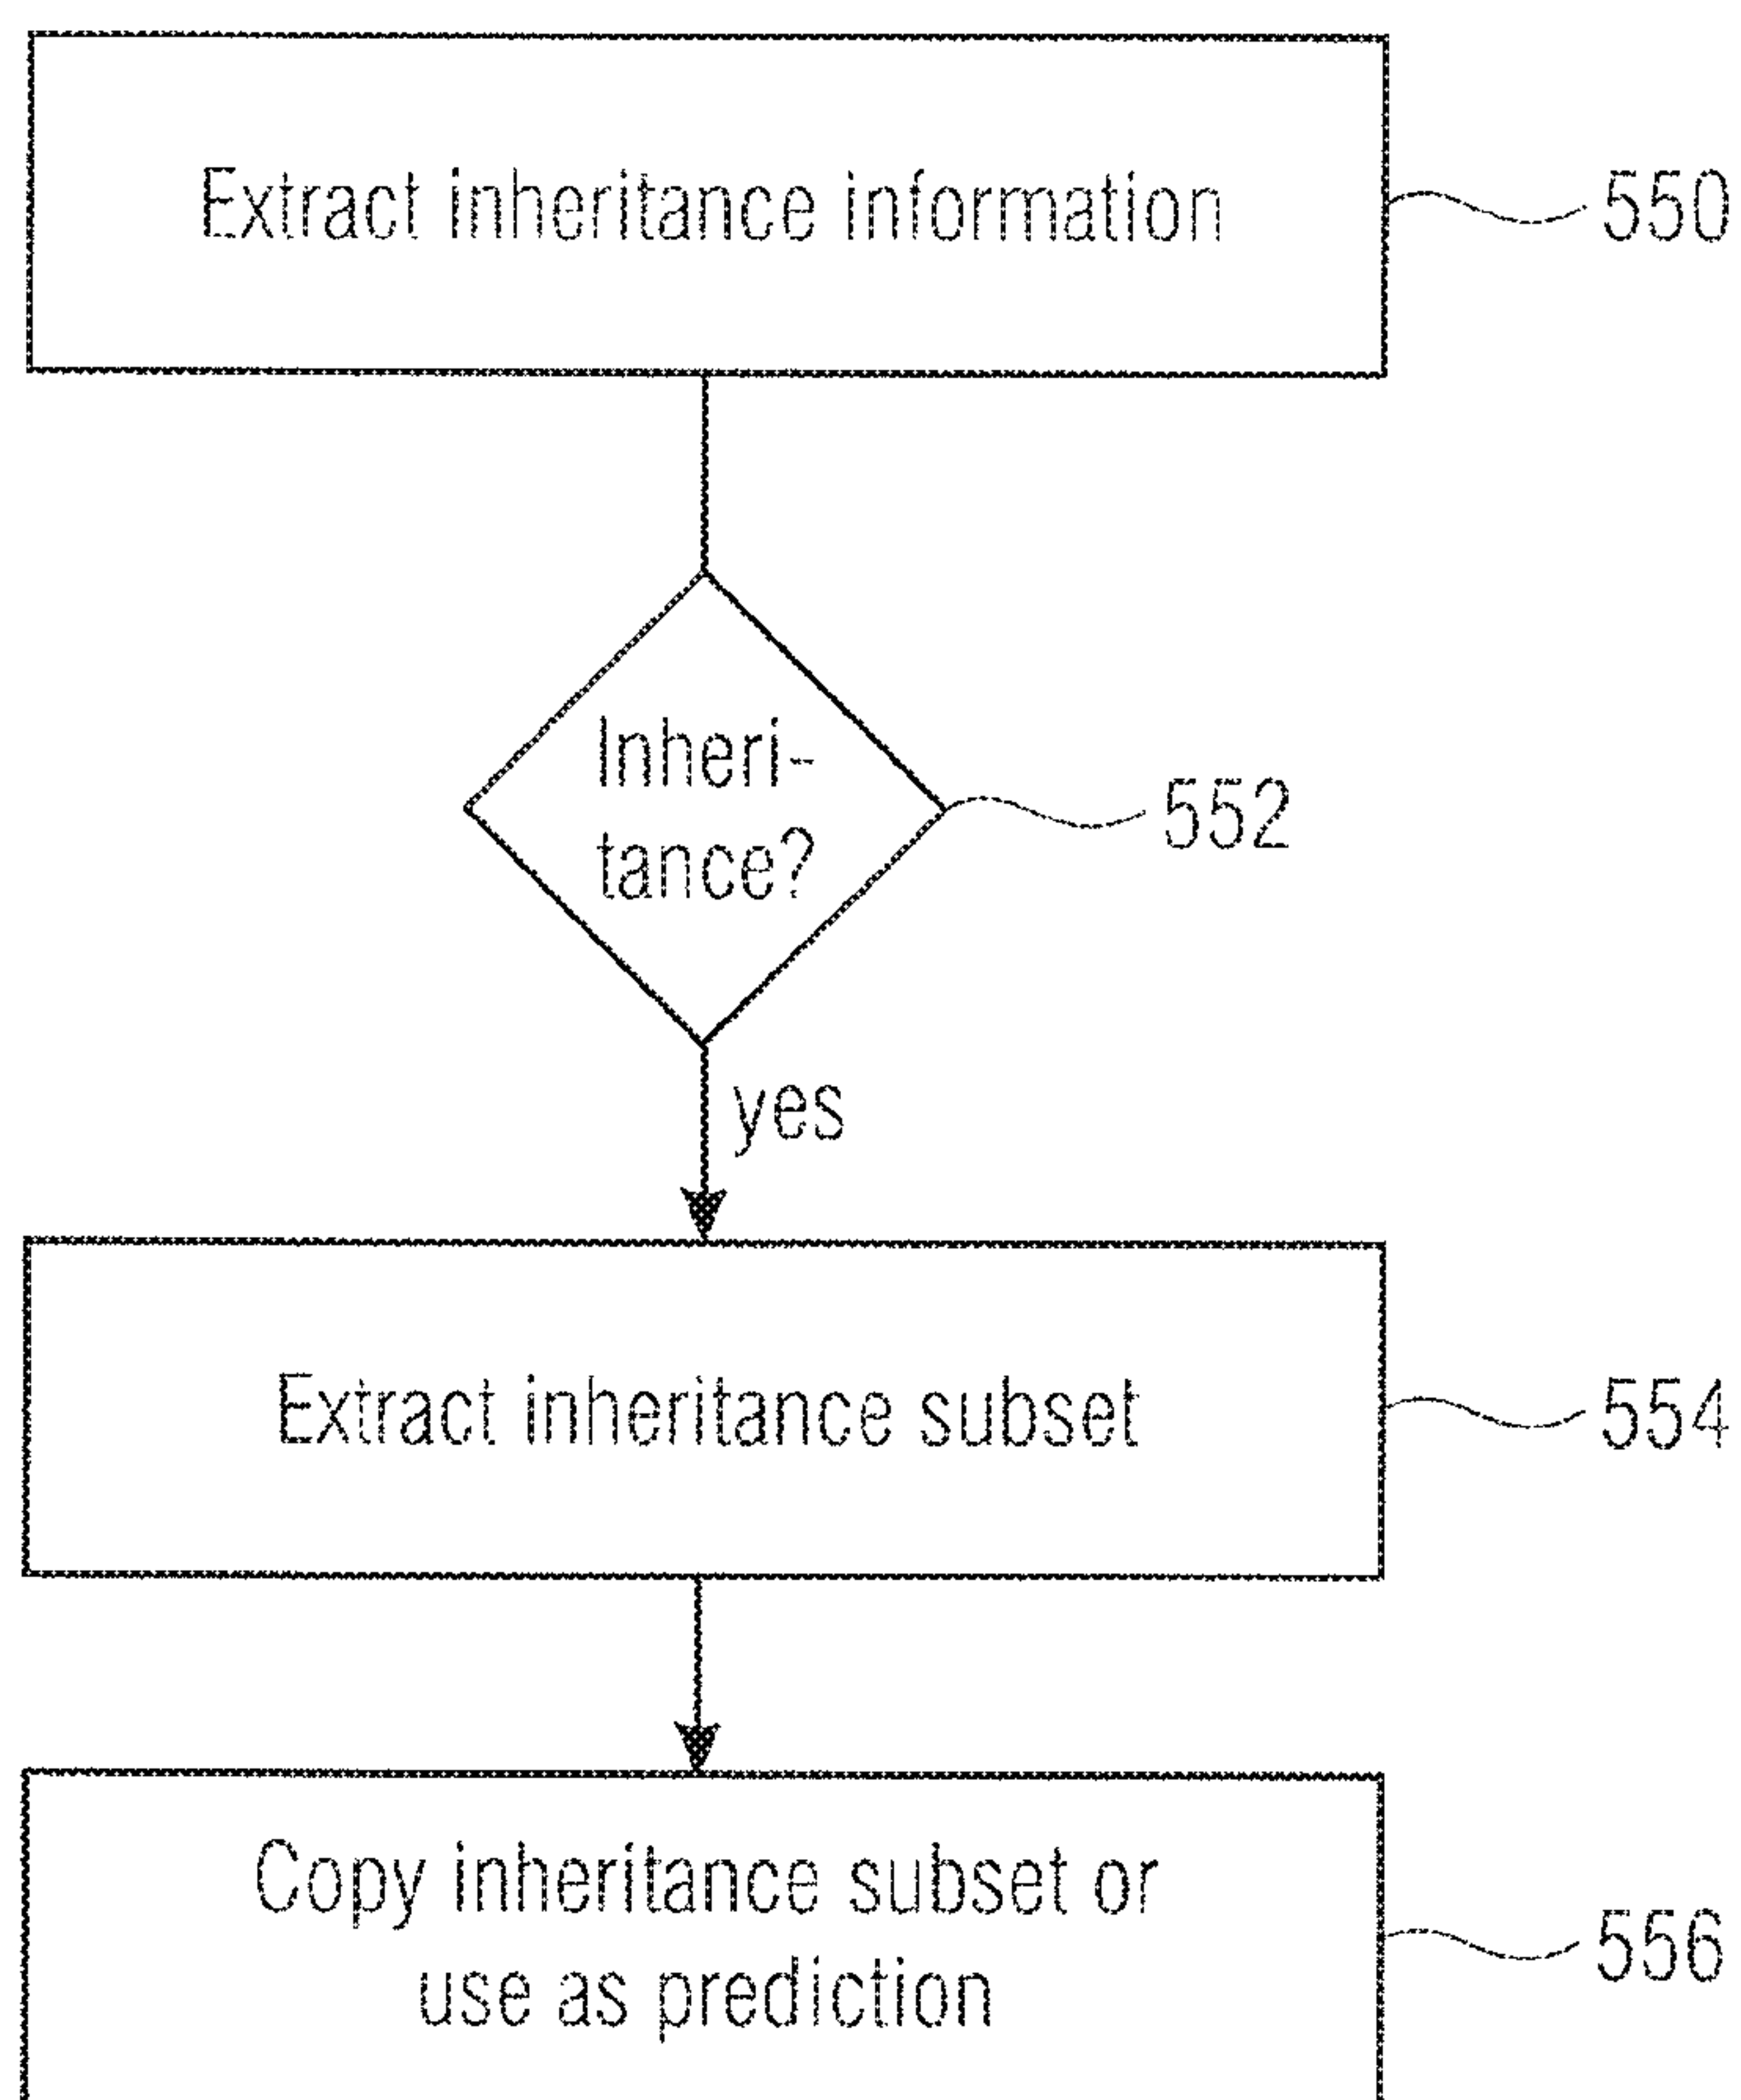 Extract inheritance information
550
Inheri-
tance?
552
yes
Extract inheritance subset
554
Copy inheritance subset or
use as prediction
556